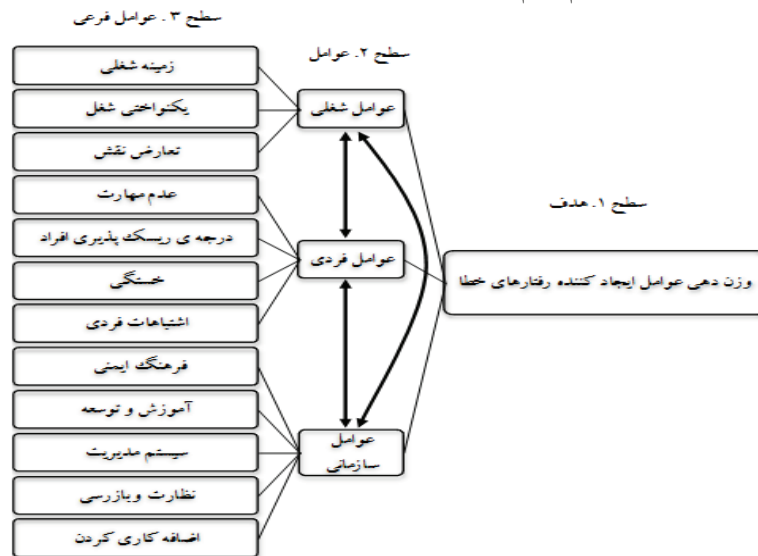 سطح ۳. عوامل فرعی
سطح ۲. عوامل
سطح ۱. هدف
وزن دهی عوامل ایجاد کننده رفتارهای خطا
عوامل شغلی
عوامل فردی
عوامل
سازمانی
زمینه شغلی
یکنواختی شغل
تعارض نقش
عدم مهارت
درجه ی ریسک پذیری افراد
خستگی
اشتباهات فردی
فرهنگ ایمنی
آموزش و توسعه
سیستم مدیریت
نظارت و بازرسی
اضافه کاری کردن